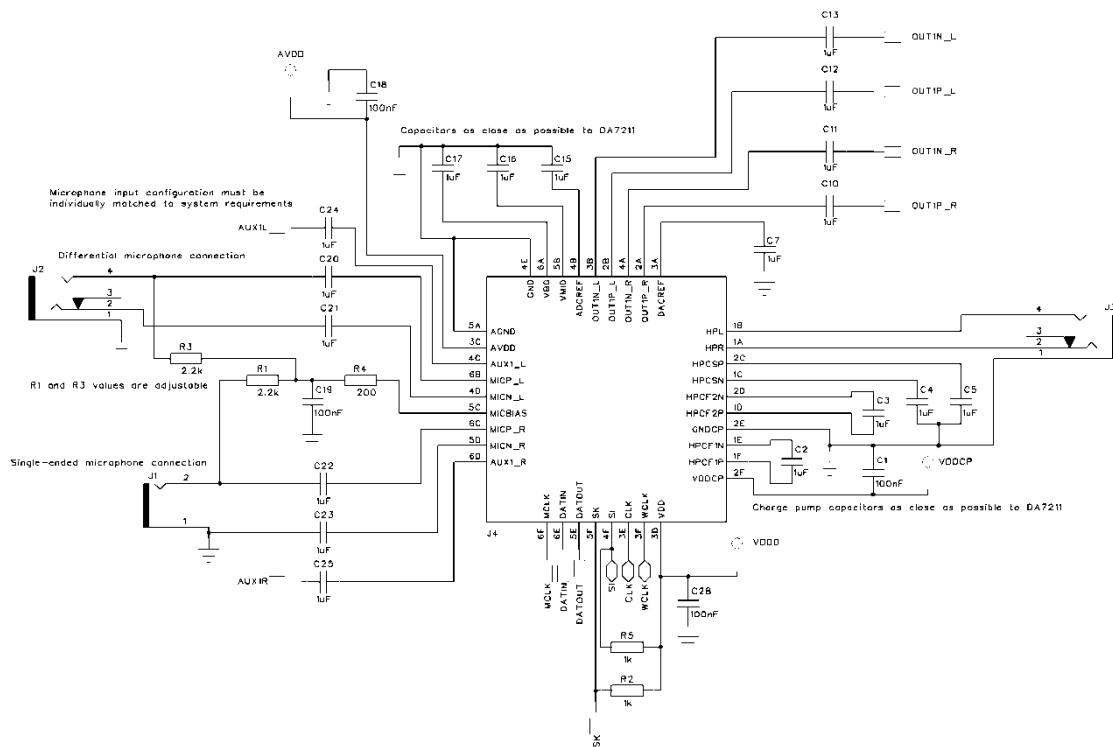 C13
1uF
OUT1N_L
AVDD
C18
100nF
C12
1uF
OUT1P_L
Capacitors as close as possible to DA7211
C17
1uF
C16
1uF
C15
1uF
C11
1uF
OUT1N_R
C10
1uF
OUT1P_R
Microphone input configuration must be
individually matched to system requirements
C24
1uF
AUX1L
C7
1uF
Differential microphone connection
J2
4
3
2
1
C20
1uF
C21
1uF
4E
6A
5B
4B
3B
2B
4A
2A
3A
GND
VBG
VMID
ADCREF
OUT1N_L
OUT1P_L
OUT1N_R
OUT1P_R
DACREF
5A AGND
3C AVDD
4C AUX1_L
6B MICP_L
4D MICN_L
5C MICBIAS
6C MICP_R
5D MICN_R
6D AUX1_R
HPL 1B
HPR 1A
HPCSP 2C
HPCSN 1C
HPCF2N 2D
HPCF2P 1D
GNDCP 2E
HPCF1N 1E
HPCF1P 1F
VDDCP 2F
J3
4
3
2
1
R3
2.2k
R1
2.2k
C19
100nF
R4
200
R1 and R3 values are adjustable
C4
1uF
C5
1uF
C3
1uF
C2
1uF
C1
100nF
VDDCP
Single-ended microphone connection
J1
2
1
C22
1uF
C23
1uF
C25
1uF
AUX1R
Charge pump capacitors as close as possible to DA7211
J4
MCLK
DATIN
DATOUT
SK
SI
CLK
WCLK
VDD
6F
6E
5E
5F
4F
3E
3F
3D
MCLK
DATIN
DATOUT
SI
CLK
WCLK
VDDD
C28
100nF
R5
1k
R2
1k
SK